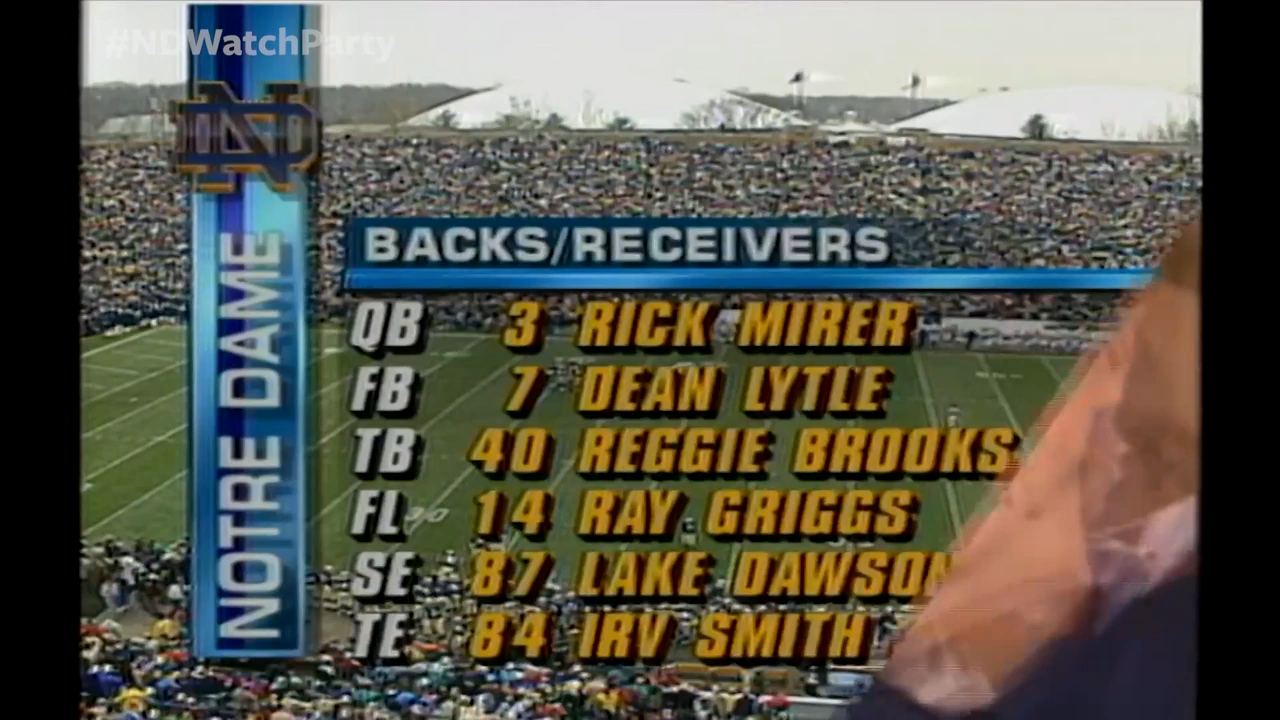 #NDWatchParty
ND
NOTRE DAME
BACKS/RECEIVERS
QB 3 RICK MIRER
FB 7 DEAN LYTLE
TB 40 REGGIE BROOKS
FL 14 RAY GRIGGS
SE 87 LAKE DAWSON
TE 84 IRV SMITH